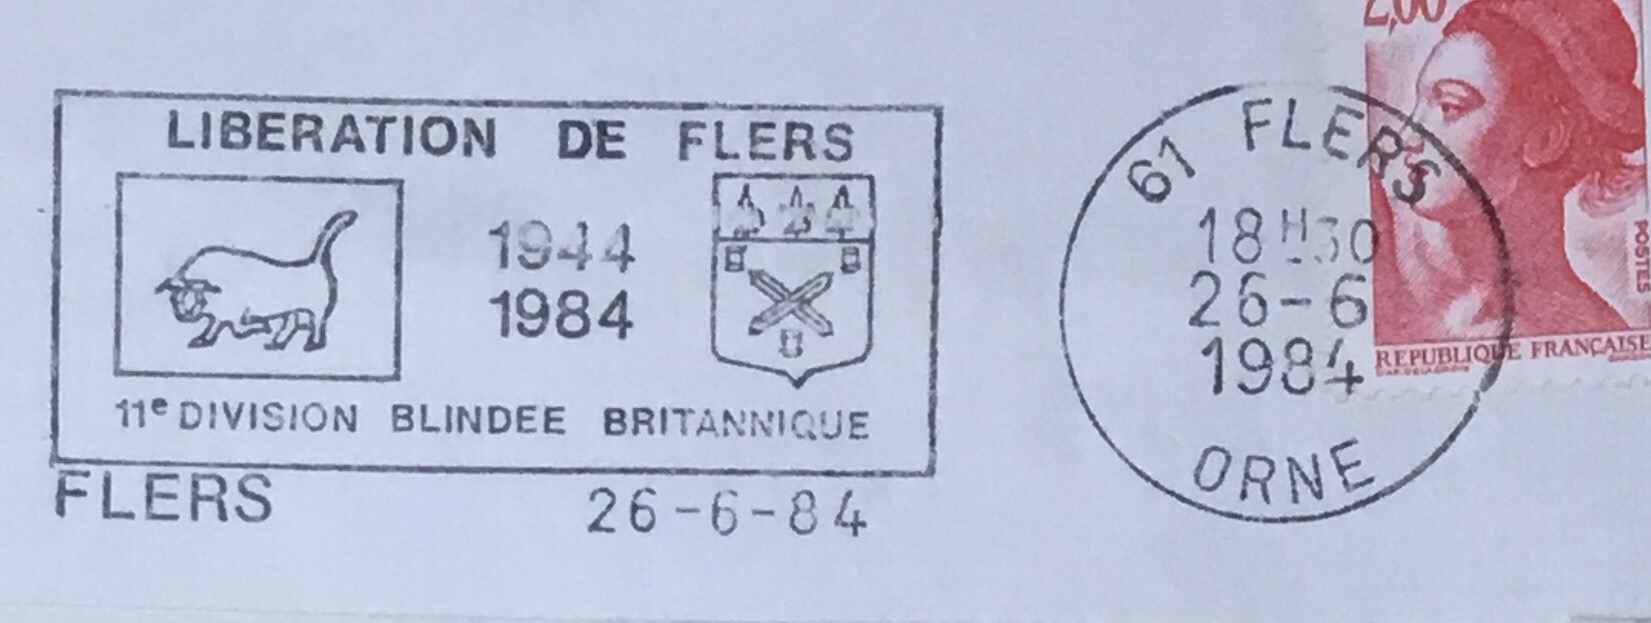 LIBERATION DE FLERS
1944
1984
11e DIVISION BLINDEE BRITANNIQUE
FLERS 26-6-84
61 FLERS
18H30
26-6
1984
ORNE
2,00
POSTES
REPUBLIQUE FRANÇAISE